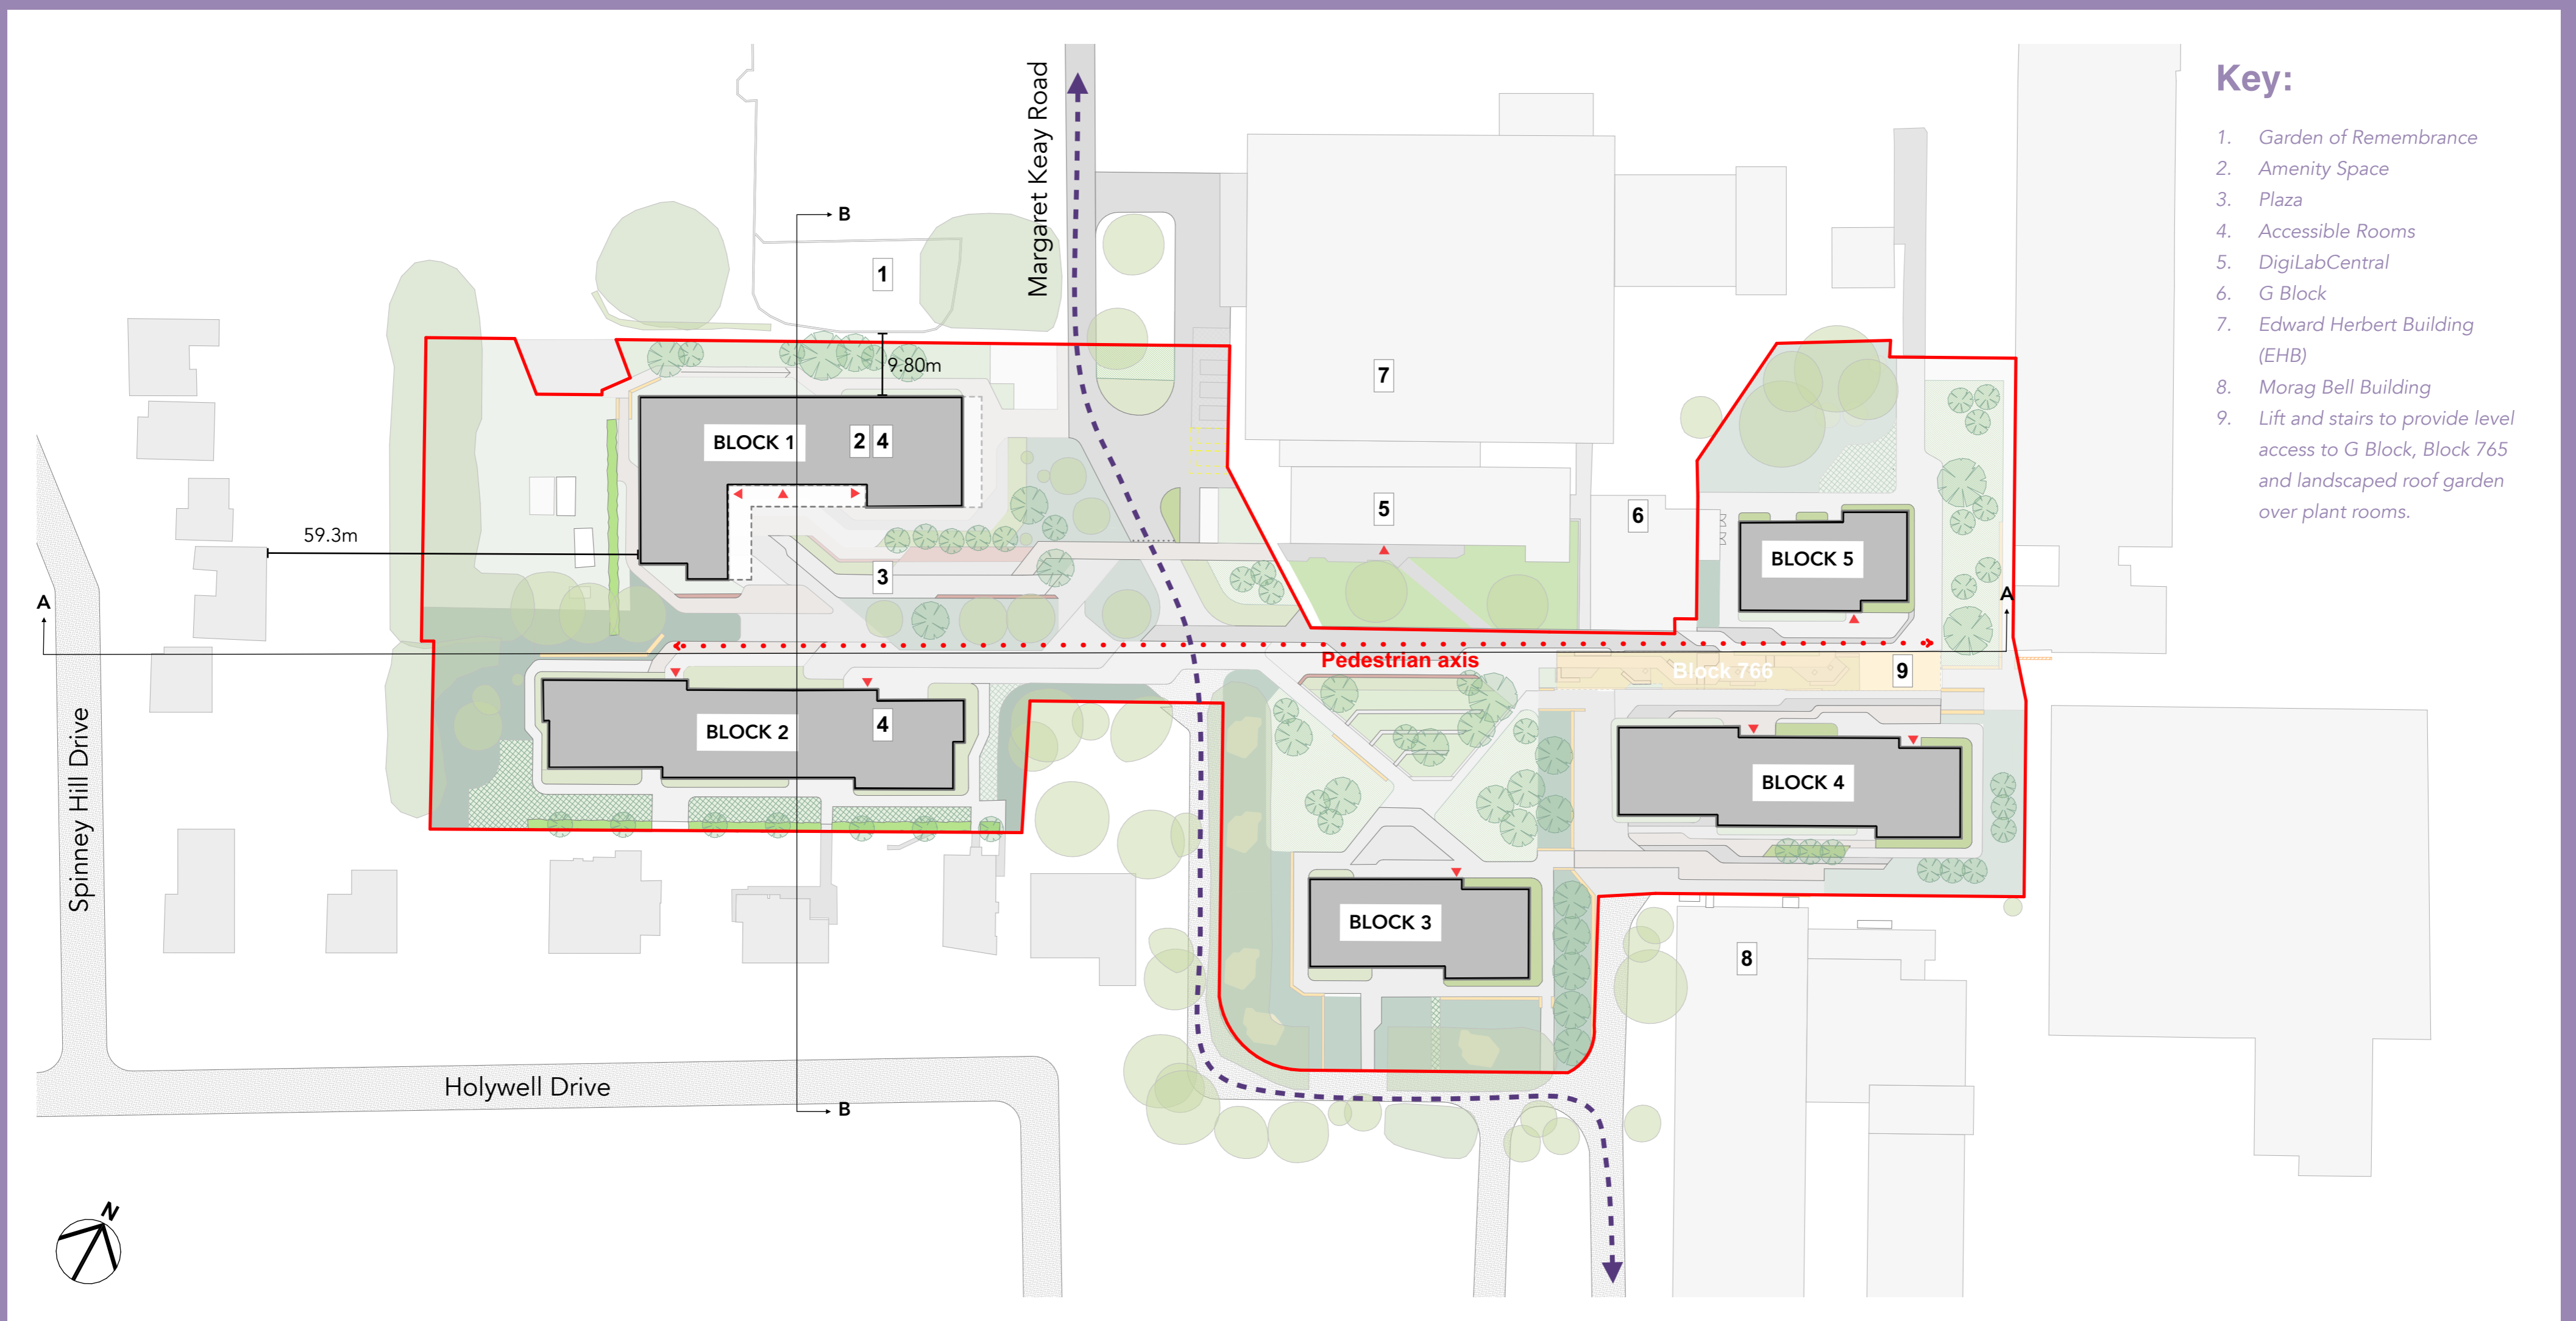 Key:
1. Garden of Remembrance
2. Amenity Space
3. Plaza
4. Accessible Rooms
5. DigiLabCentral
6. G Block
7. Edward Herbert Building
(EHB)
8. Morag Bell Building
9. Lift and stairs to provide level
access to G Block, Block 765
and landscaped roof garden
over plant rooms.
Margaret Keay Road
B
1
9.80m
7
BLOCK 1
2 4
5
6
59.3m
BLOCK 5
3
A
A
Pedestrian axis
Block 766
9
BLOCK 2
4
BLOCK 4
Spinney Hill Drive
BLOCK 3
8
Holywell Drive
B
N